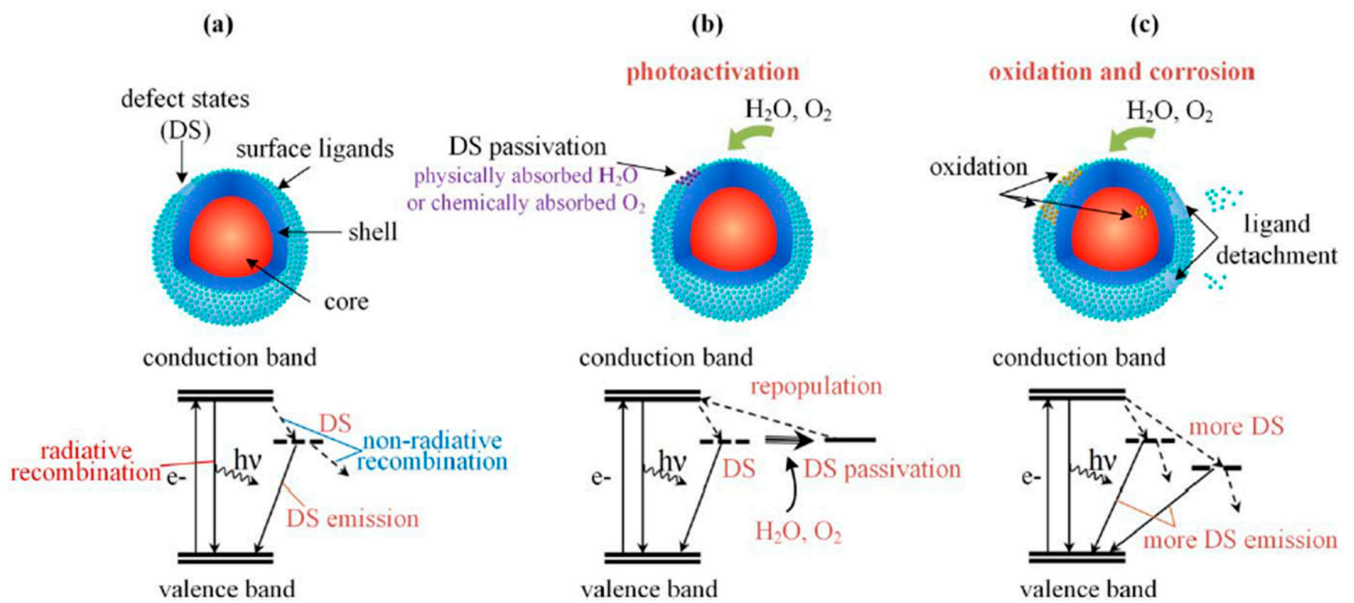 (a)
defect states
(DS)
surface ligands
shell
core
conduction band
DS
non-radiative
recombination
radiative
recombination
hν
e-
DS emission
valence band
(b)
photoactivation
H₂O, O₂
DS passivation
physically absorbed H₂O
or chemically absorbed O₂
conduction band
repopulation
hν
e-
DS
DS passivation
H₂O, O₂
valence band
(c)
oxidation and corrosion
H₂O, O₂
oxidation
ligand
detachment
conduction band
more DS
hν
e-
more DS emission
valence band